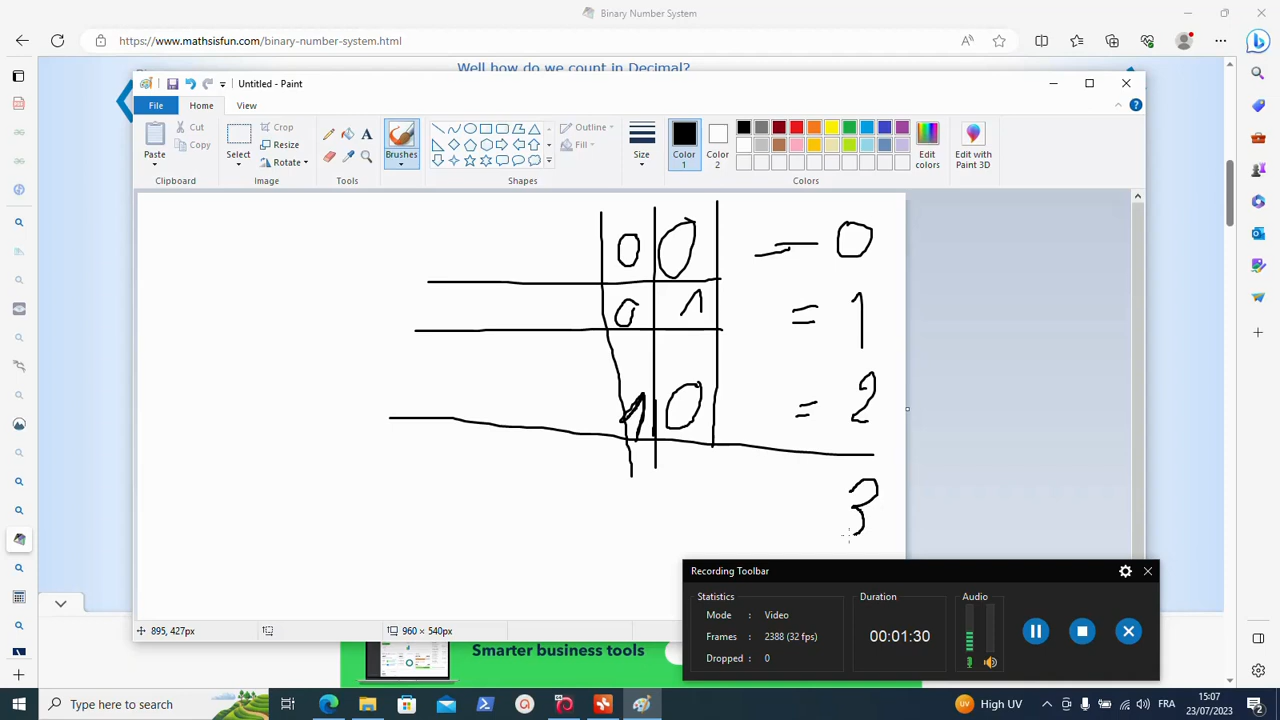 Binary Number System
https://www.mathsisfun.com/binary-number-system.html
Well how do we count in Decimal?
Untitled - Paint
File Home View
Paste
Cut
Copy
Clipboard
Select
Crop
Resize
Rotate
Image
A
Tools
Brushes
Outline
Fill
Shapes
Size
Color 1
Color 2
Edit colors
Colors
Edit with Paint 3D
0 0 = 0
0 1 = 1
1 0 = 2
3
895, 427px
960 × 540px
Recording Toolbar
Statistics
Mode : Video
Frames : 2388 (32 fps)
Dropped : 0
Duration
00:01:30
Audio
Smarter business tools
Type here to search
High UV
FRA
15:07
23/07/2023
2